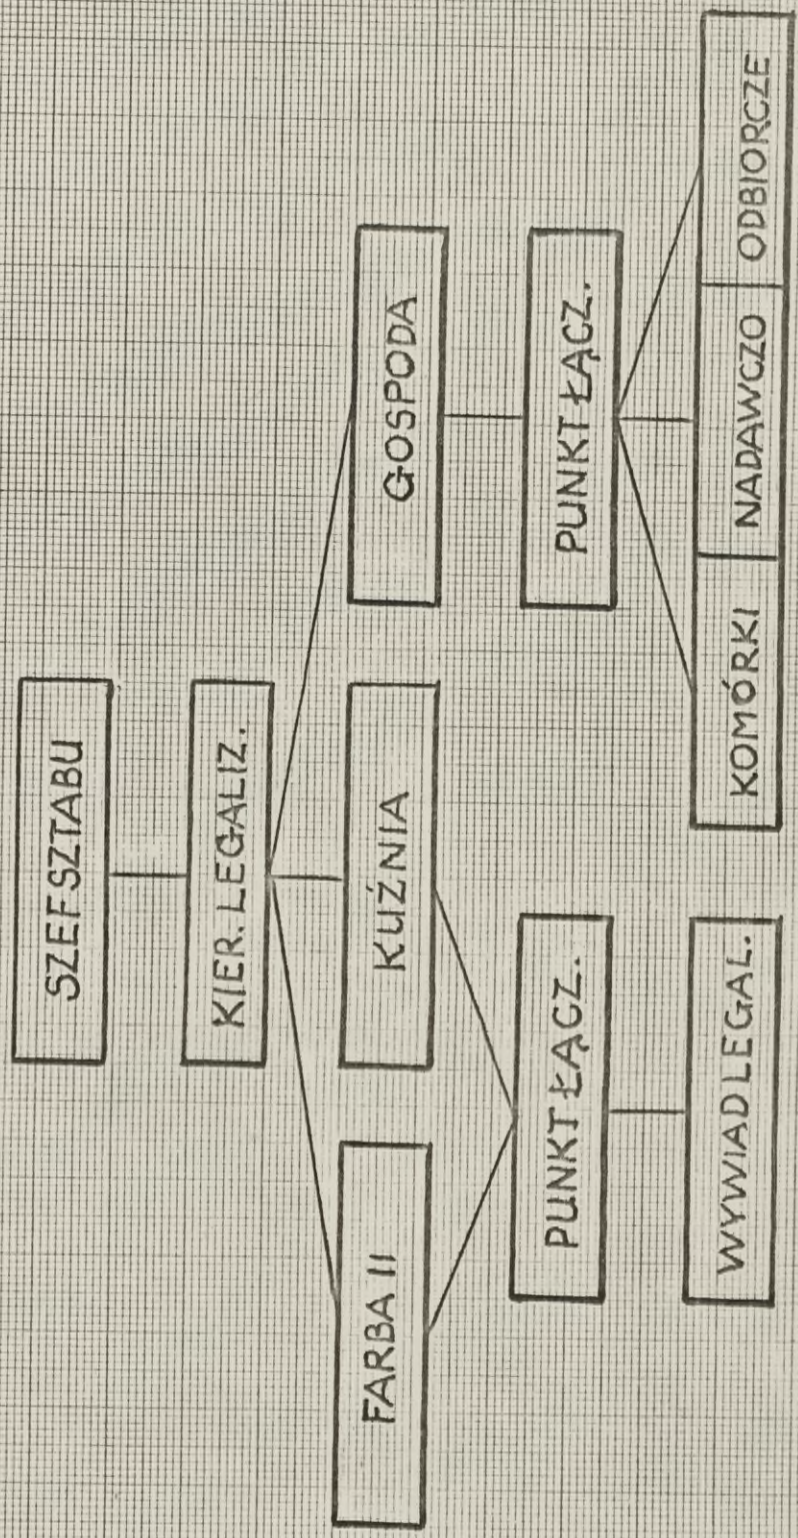 SZEF SZTABU
KIER. LEGALIZ.
FARBA II
KUŹNIA
GOSPODA
PUNKT ŁĄCZ.
PUNKT ŁĄCZ.
WYWIAD LEGAL.
KOMÓRKI NADAWCZO ODBIORCZE